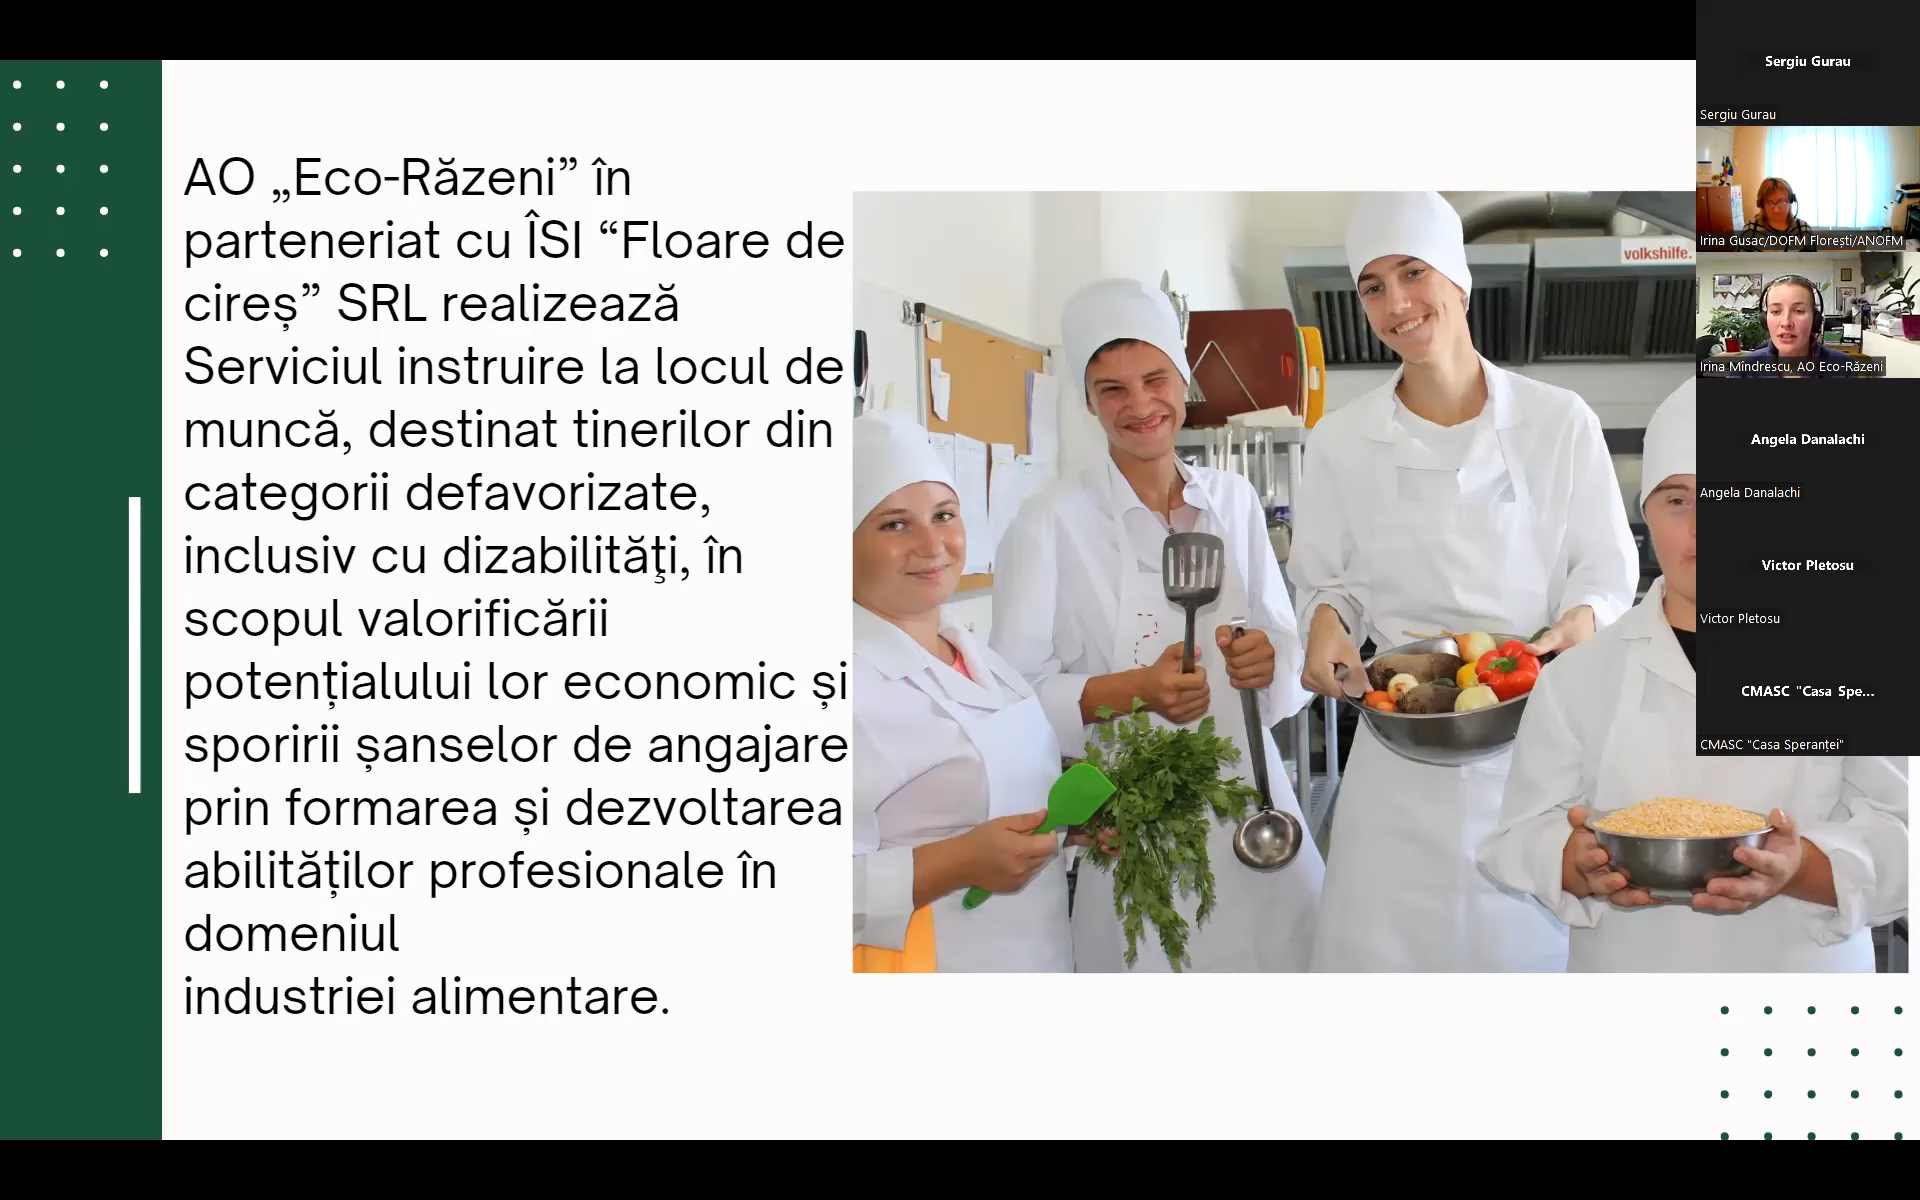 AO „Eco-Răzeni” în
parteneriat cu ÎSI “Floare de
cireș” SRL realizează
Serviciul instruire la locul de
muncă, destinat tinerilor din
categorii defavorizate,
inclusiv cu dizabilităţi, în
scopul valorificării
potențialului lor economic și
sporirii șanselor de angajare
prin formarea și dezvoltarea
abilităților profesionale în
domeniul
industriei alimentare.
volkshilfe.
Sergiu Gurau
Sergiu Gurau
Irina Gusac/DOFM Florești/ANOFM
Irina Mîndrescu, AO Eco-Răzeni
Angela Danalachi
Angela Danalachi
Victor Pletosu
Victor Pletosu
CMASC "Casa Spe...
CMASC "Casa Speranței"